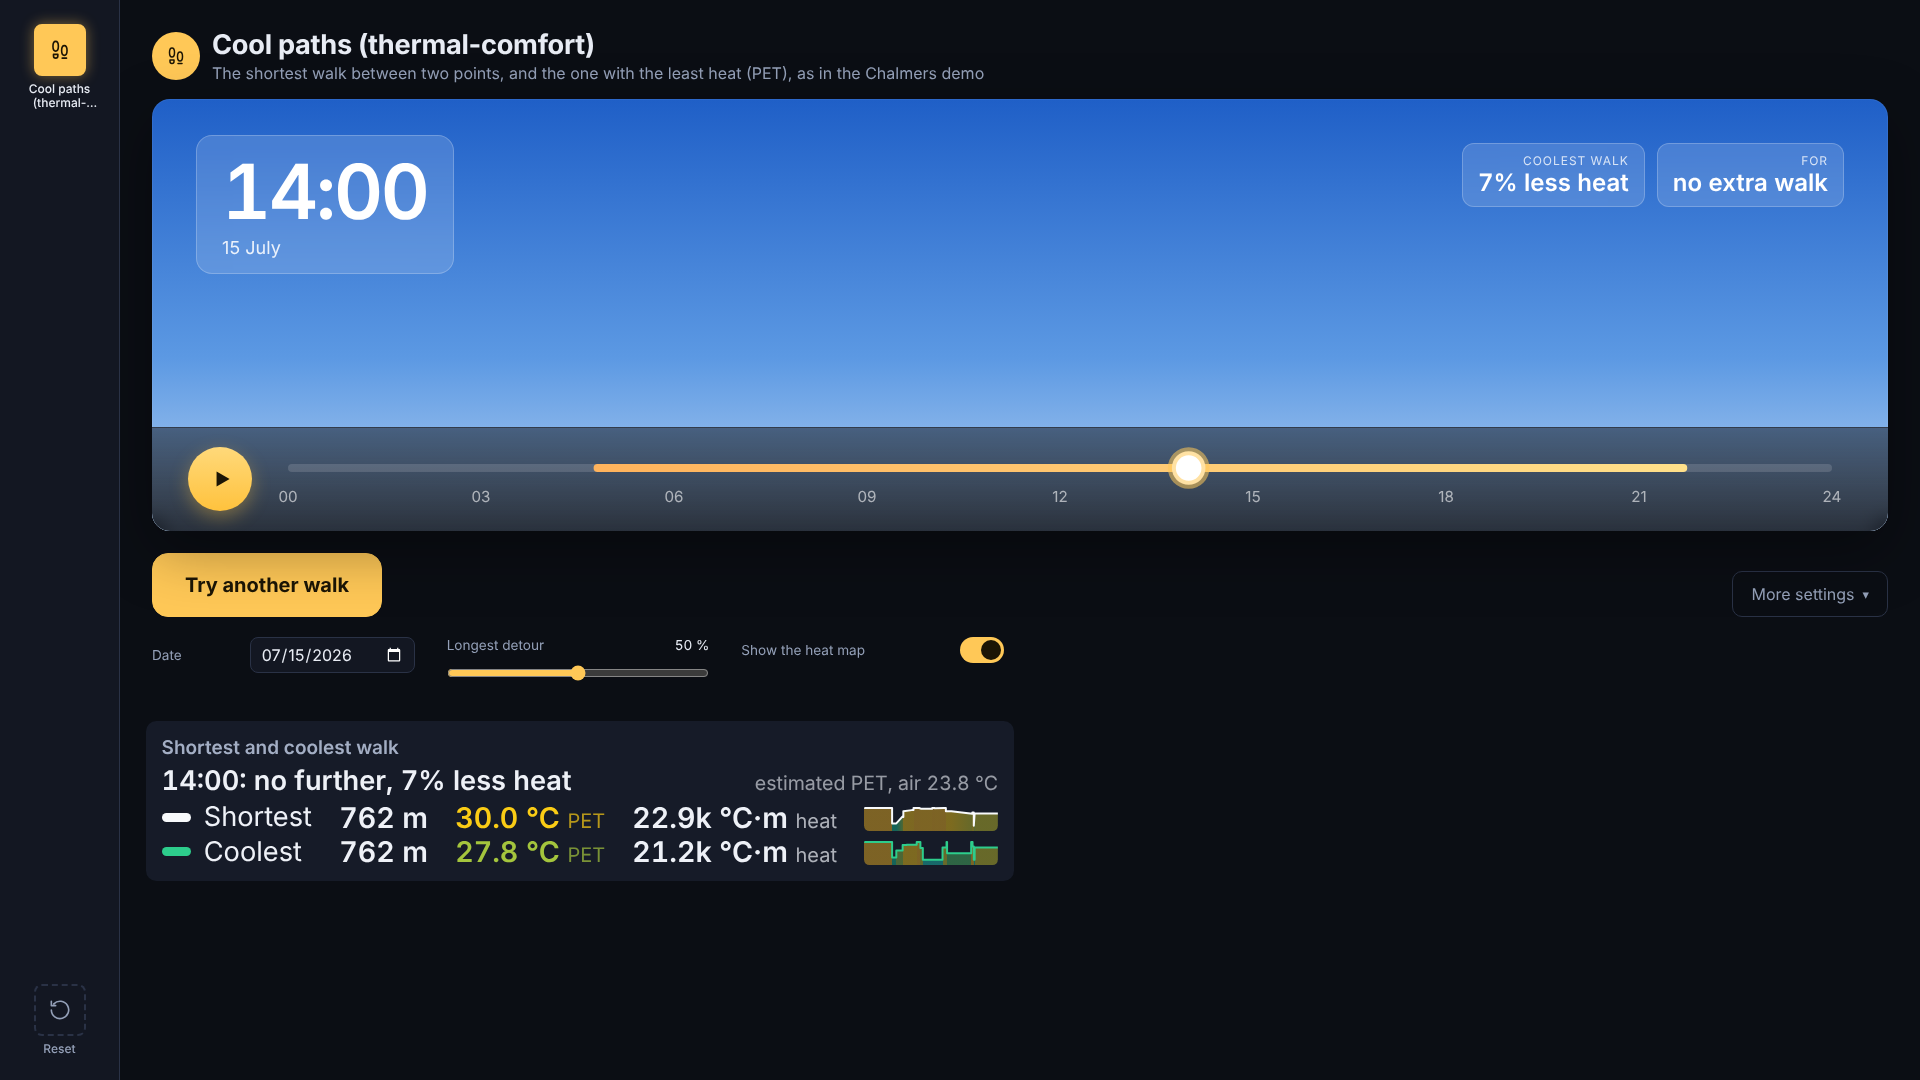 Cool paths
(thermal-...
Cool paths (thermal-comfort)
The shortest walk between two points, and the one with the least heat (PET), as in the Chalmers demo
14:00
15 July
COOLEST WALK
7% less heat
FOR
no extra walk
00 03 06 09 12 15 18 21 24
Try another walk
More settings ▾
Date
07/15/2026
Longest detour
50 %
Show the heat map
Shortest and coolest walk
14:00: no further, 7% less heat
estimated PET, air 23.8 °C
Shortest 762 m 30.0 °C PET 22.9k °C·m heat
Coolest 762 m 27.8 °C PET 21.2k °C·m heat
Reset